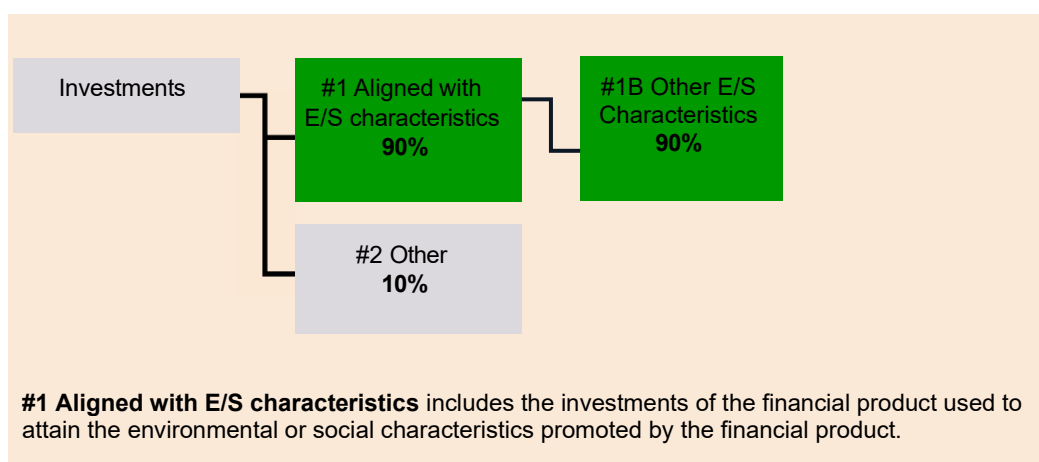 Investments
#1 Aligned with
E/S characteristics
90%
#1B Other E/S
Characteristics
90%
#2 Other
10%
#1 Aligned with E/S characteristics includes the investments of the financial product used to
attain the environmental or social characteristics promoted by the financial product.